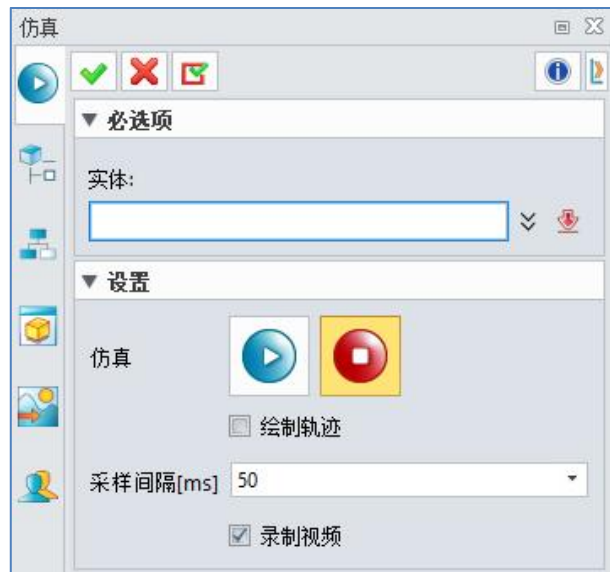 仿真
必选项
实体:
设置
仿真
绘制轨迹
采样间隔[ms] 50
录制视频